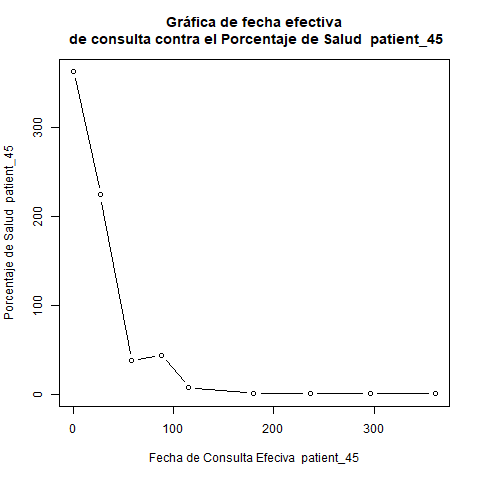 Gráfica de fecha efectiva
de consulta contra el Porcentaje de Salud patient_45
Porcentaje de Salud patient_45
300
200
100
0
0 100 200 300
Fecha de Consulta Efeciva patient_45